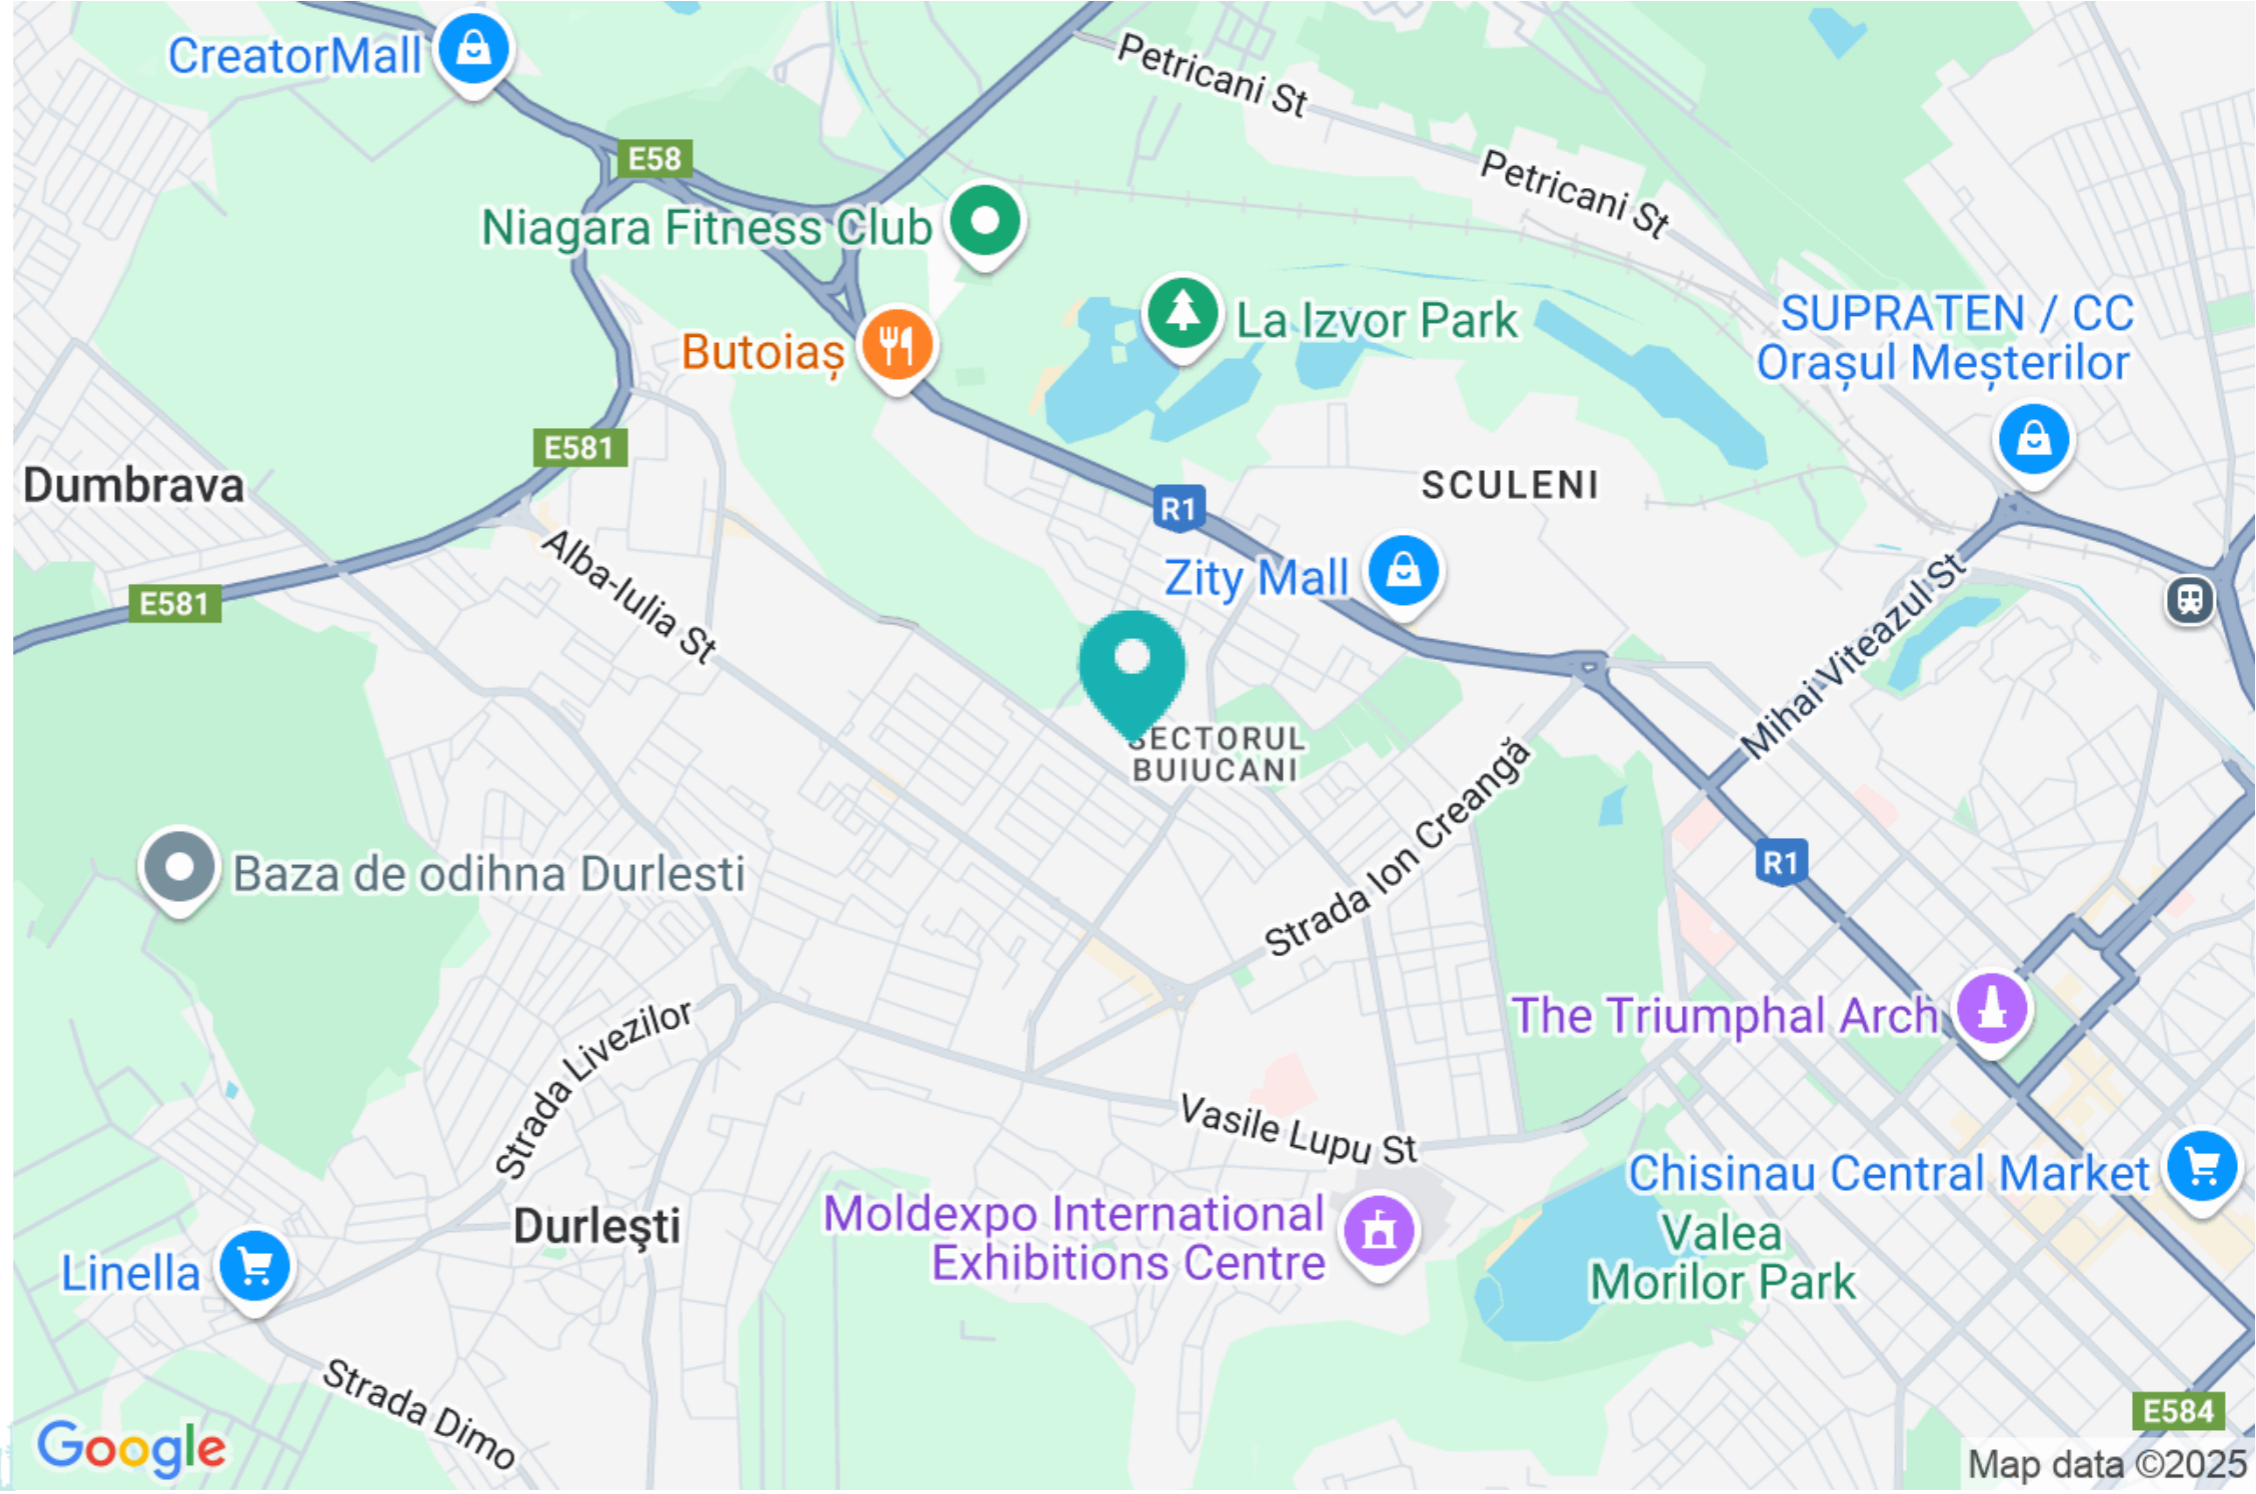 CreatorMall
Petricani St
E58
Petricani St
Niagara Fitness Club
La Izvor Park
SUPRATEN / CC
Orașul Meșterilor
Butoiaș
E581
Dumbrava
SCULENI
R1
Zity Mall
Alba-Iulia St
E581
Mihai Viteazul St
SECTORUL
BUIUCANI
Strada Ion Creangă
R1
Baza de odihna Durlesti
The Triumphal Arch
Strada Livezilor
Vasile Lupu St
Chisinau Central Market
Moldexpo International
Exhibitions Centre
Durleşti
Valea
Morilor Park
Linella
Strada Dimo
E584
Google
Map data ©2025